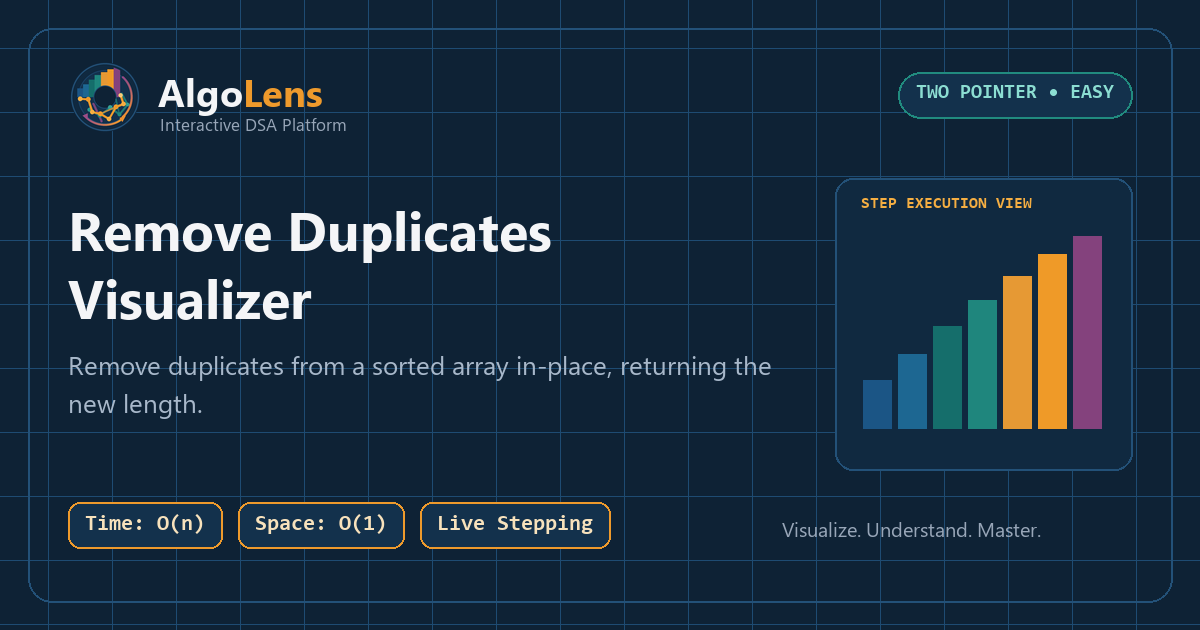 AlgoLens
Interactive DSA Platform
TWO POINTER • EASY
Remove Duplicates
Visualizer
Remove duplicates from a sorted array in-place, returning the
new length.
STEP EXECUTION VIEW
Time: O(n)
Space: O(1)
Live Stepping
Visualize. Understand. Master.